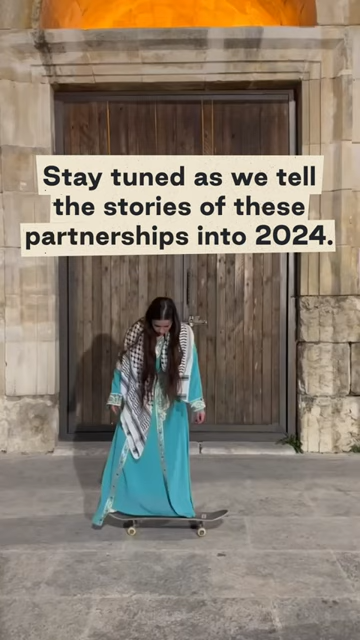 Stay tuned as we tell
the stories of these
partnerships into 2024.